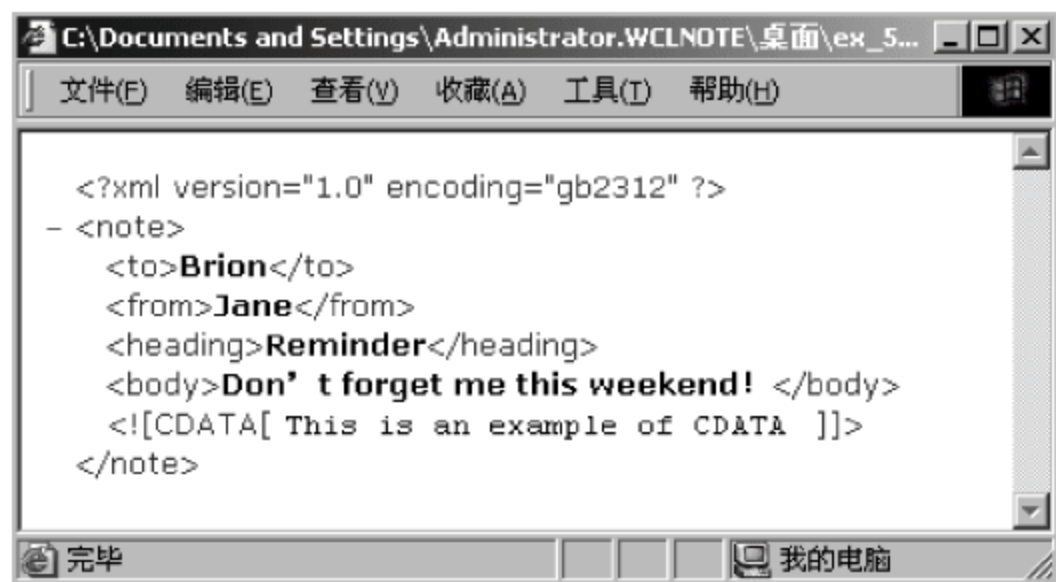 C:\Documents and Settings\Administrator.WCLNOTE\桌面\ex_5...
文件(F) 编辑(E) 查看(V) 收藏(A) 工具(T) 帮助(H)
<?xml version="1.0" encoding="gb2312" ?>
– <note>
<to>Brion</to>
<from>Jane</from>
<heading>Reminder</heading>
<body>Don’t forget me this weekend! </body>
<![CDATA[ This is an example of CDATA ]]>
</note>
完毕 我的电脑